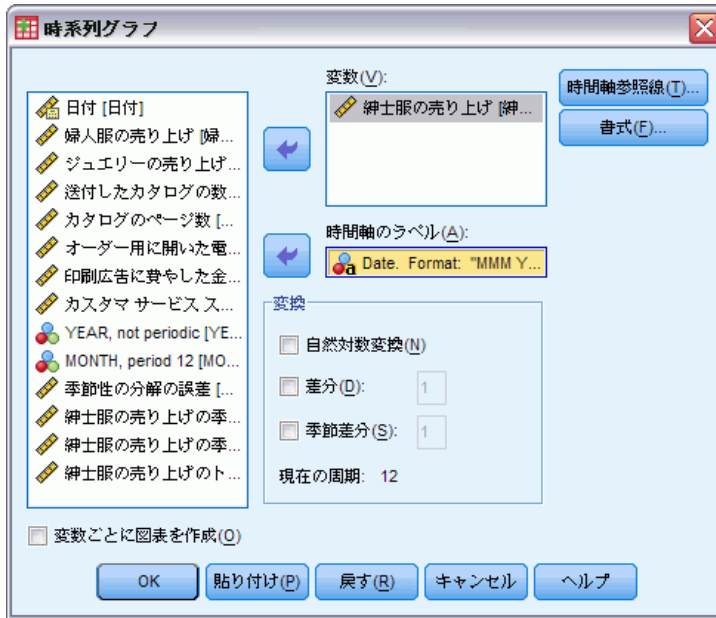 時系列グラフ
変数(V):
日付 [日付]
婦人服の売り上げ [婦...
ジュエリーの売り上げ...
送付したカタログの数...
カタログのページ数 [...
オーダー用に開いた電...
印刷広告に費やした金...
カスタマ サービス ス...
YEAR, not periodic [YE...
MONTH, period 12 [MO...
季節性の分解の誤差 [...
紳士服の売り上げの季...
紳士服の売り上げの季...
紳士服の売り上げのト...
紳士服の売り上げ [紳...
時間軸参照線(T)...
書式(F)...
時間軸のラベル(A):
Date. Format: "MMM Y...
変換
自然対数変換(N)
差分(D): 1
季節差分(S): 1
現在の周期: 12
変数ごとに図表を作成(O)
OK 貼り付け(P) 戻す(R) キャンセル ヘルプ